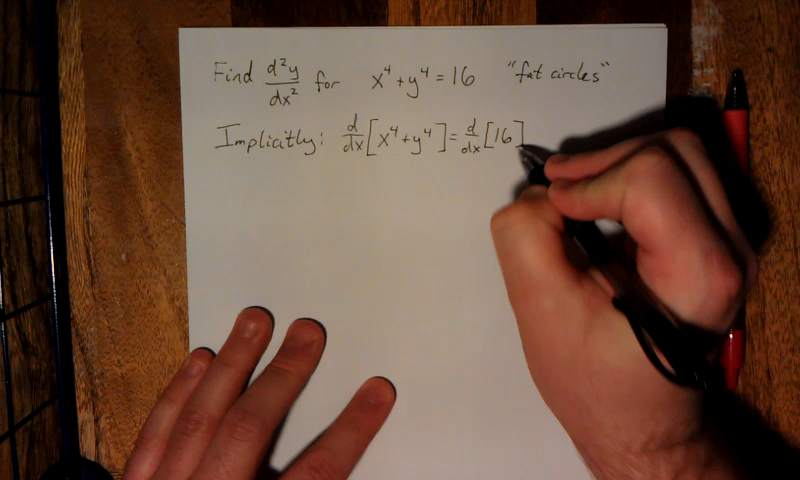 Find d²y/dx² for x⁴+y⁴=16 "fat circles"
Implicitly: d/dx[x⁴+y⁴]=d/dx[16]